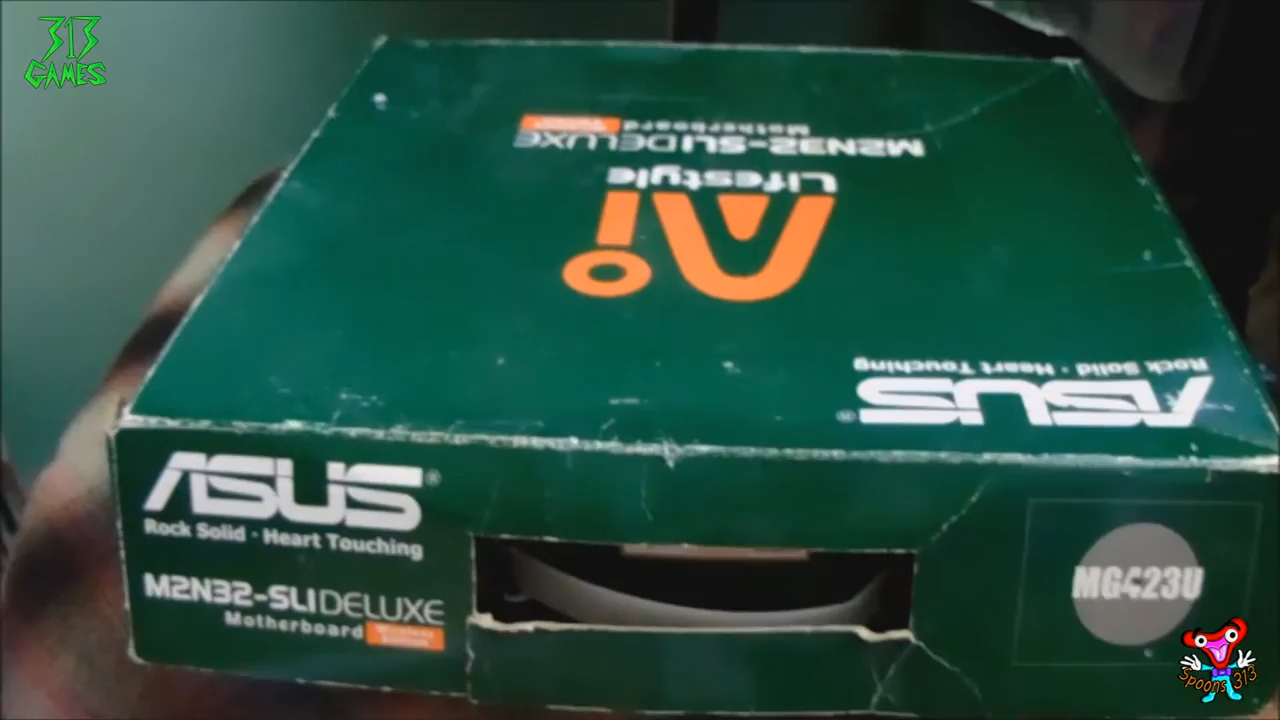 313
GAMES
Motherboard
M2N32-SLI DELUXE
Lifestyle
Ai
Rock Solid · Heart Touching
ASUS®
ASUS®
Rock Solid · Heart Touching
M2N32-SLI DELUXE
Motherboard
MG423U
Spoons 313